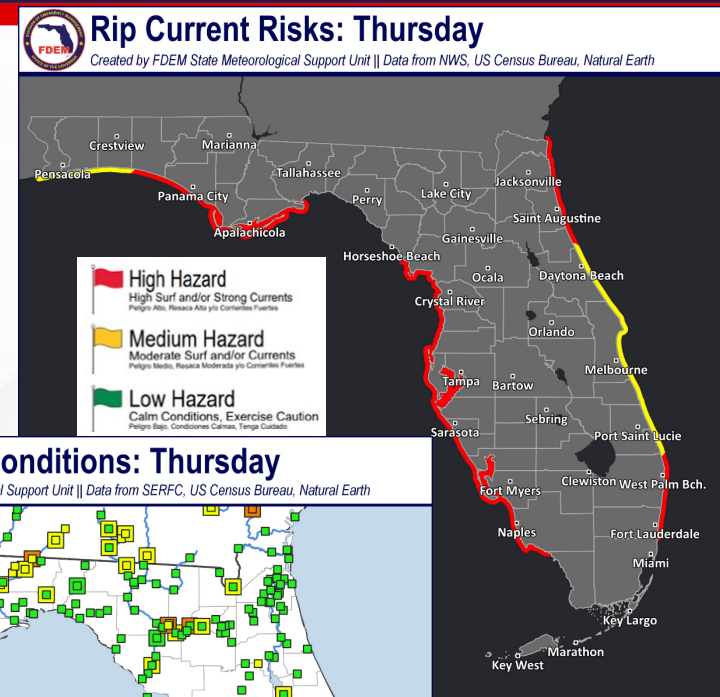 Rip Current Risks: Thursday
FDEM
Created by FDEM State Meteorological Support Unit || Data from NWS, US Census Bureau, Natural Earth
Crestview
Marianna
Pensacola
Tallahassee
Panama City
Perry
Lake City
Jacksonville
Apalachicola
Saint Augustine
Gainesville
Horseshoe Beach
Ocala
Daytona Beach
Crystal River
Orlando
Melbourne
Tampa
Bartow
Sebring
Sarasota
Port Saint Lucie
Clewiston
West Palm Bch.
Fort Myers
Naples
Fort Lauderdale
Miami
Key Largo
Marathon
Key West
High Hazard
High Surf and/or Strong Currents
Peligro Alto, Resaca Alta y/o Corrientes Fuertes
Medium Hazard
Moderate Surf and/or Currents
Peligro Medio, Resaca Moderada y/o Corrientes Fuertes
Low Hazard
Calm Conditions, Exercise Caution
Peligro Bajo, Condiciones Calmas, Tenga Cuidado
onditions: Thursday
l Support Unit || Data from SERFC, US Census Bureau, Natural Earth